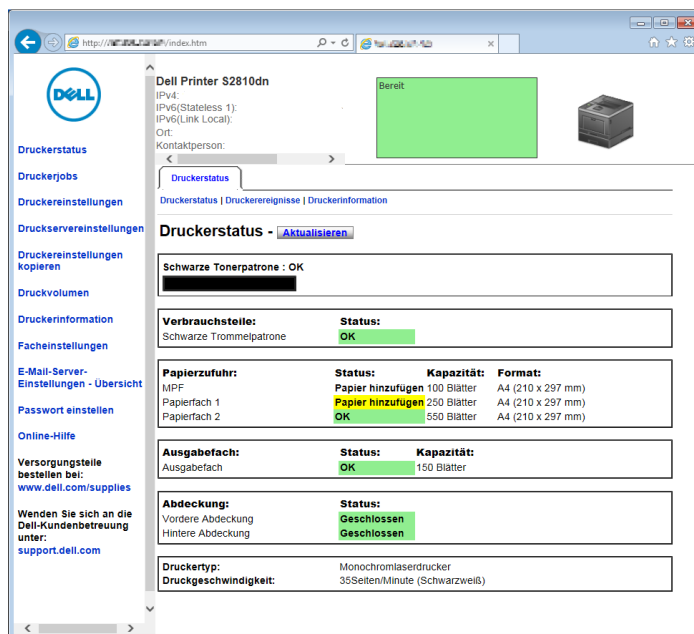 http:// /index.htm
DELL
Dell Printer S2810dn
IPv4:
IPv6(Stateless 1):
IPv6(Link Local):
Ort:
Kontaktperson:
Bereit
Druckerstatus
Druckerjobs
Druckereinstellungen
Druckservereinstellungen
Druckereinstellungen
kopieren
Druckvolumen
Druckerinformation
Facheinstellungen
E-Mail-Server-
Einstellungen - Übersicht
Passwort einstellen
Online-Hilfe
Versorgungsteile
bestellen bei:
www.dell.com/supplies
Wenden Sie sich an die
Dell-Kundenbetreuung
unter:
support.dell.com
Druckerstatus
Druckerstatus | Druckerereignisse | Druckerinformation
Druckerstatus - Aktualisieren
Schwarze Tonerpatrone : OK
Verbrauchsteile: Status:
Schwarze Trommelpatrone OK
Papierzufuhr: Status: Kapazität: Format:
MPF Papier hinzufügen 100 Blätter A4 (210 x 297 mm)
Papierfach 1 Papier hinzufügen 250 Blätter A4 (210 x 297 mm)
Papierfach 2 OK 550 Blätter A4 (210 x 297 mm)
Ausgabefach: Status: Kapazität:
Ausgabefach OK 150 Blätter
Abdeckung: Status:
Vordere Abdeckung Geschlossen
Hintere Abdeckung Geschlossen
Druckertyp: Monochromlaserdrucker
Druckgeschwindigkeit: 35Seiten/Minute (Schwarzweiß)